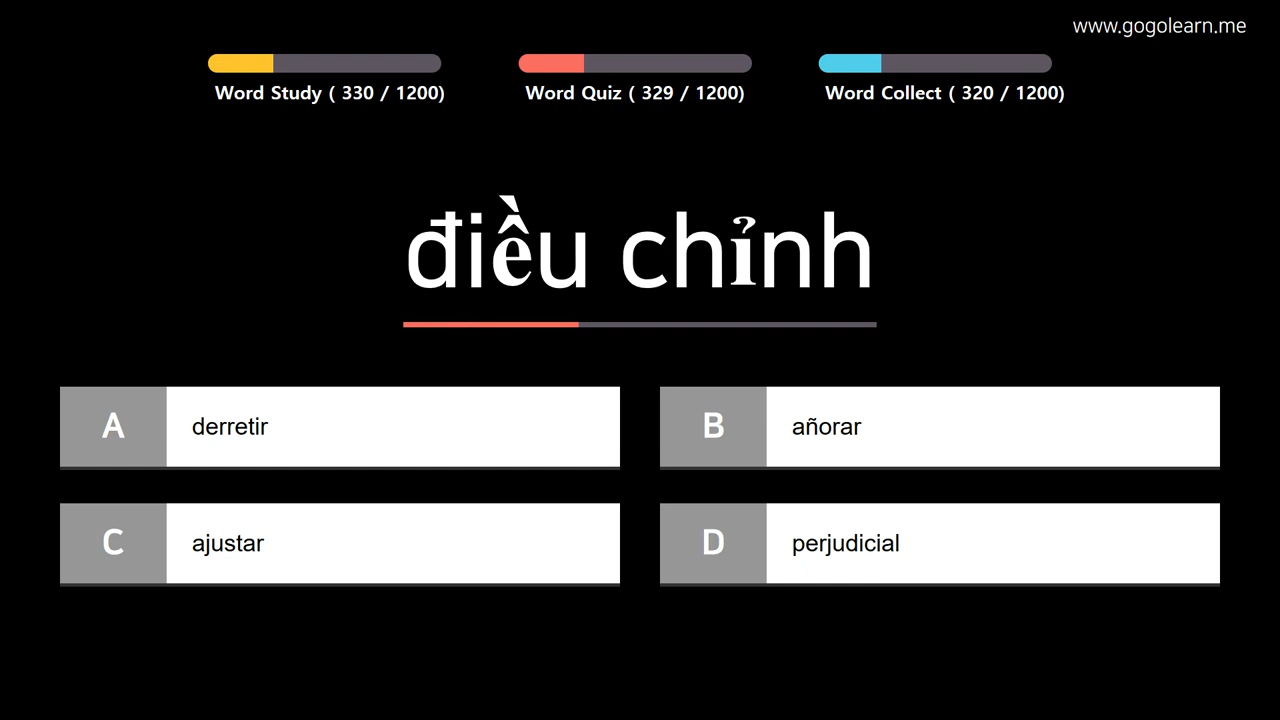 www.gogolearn.me
Word Study ( 330 / 1200)
Word Quiz ( 329 / 1200)
Word Collect ( 320 / 1200)
điều chỉnh
A derretir
B añorar
C ajustar
D perjudicial